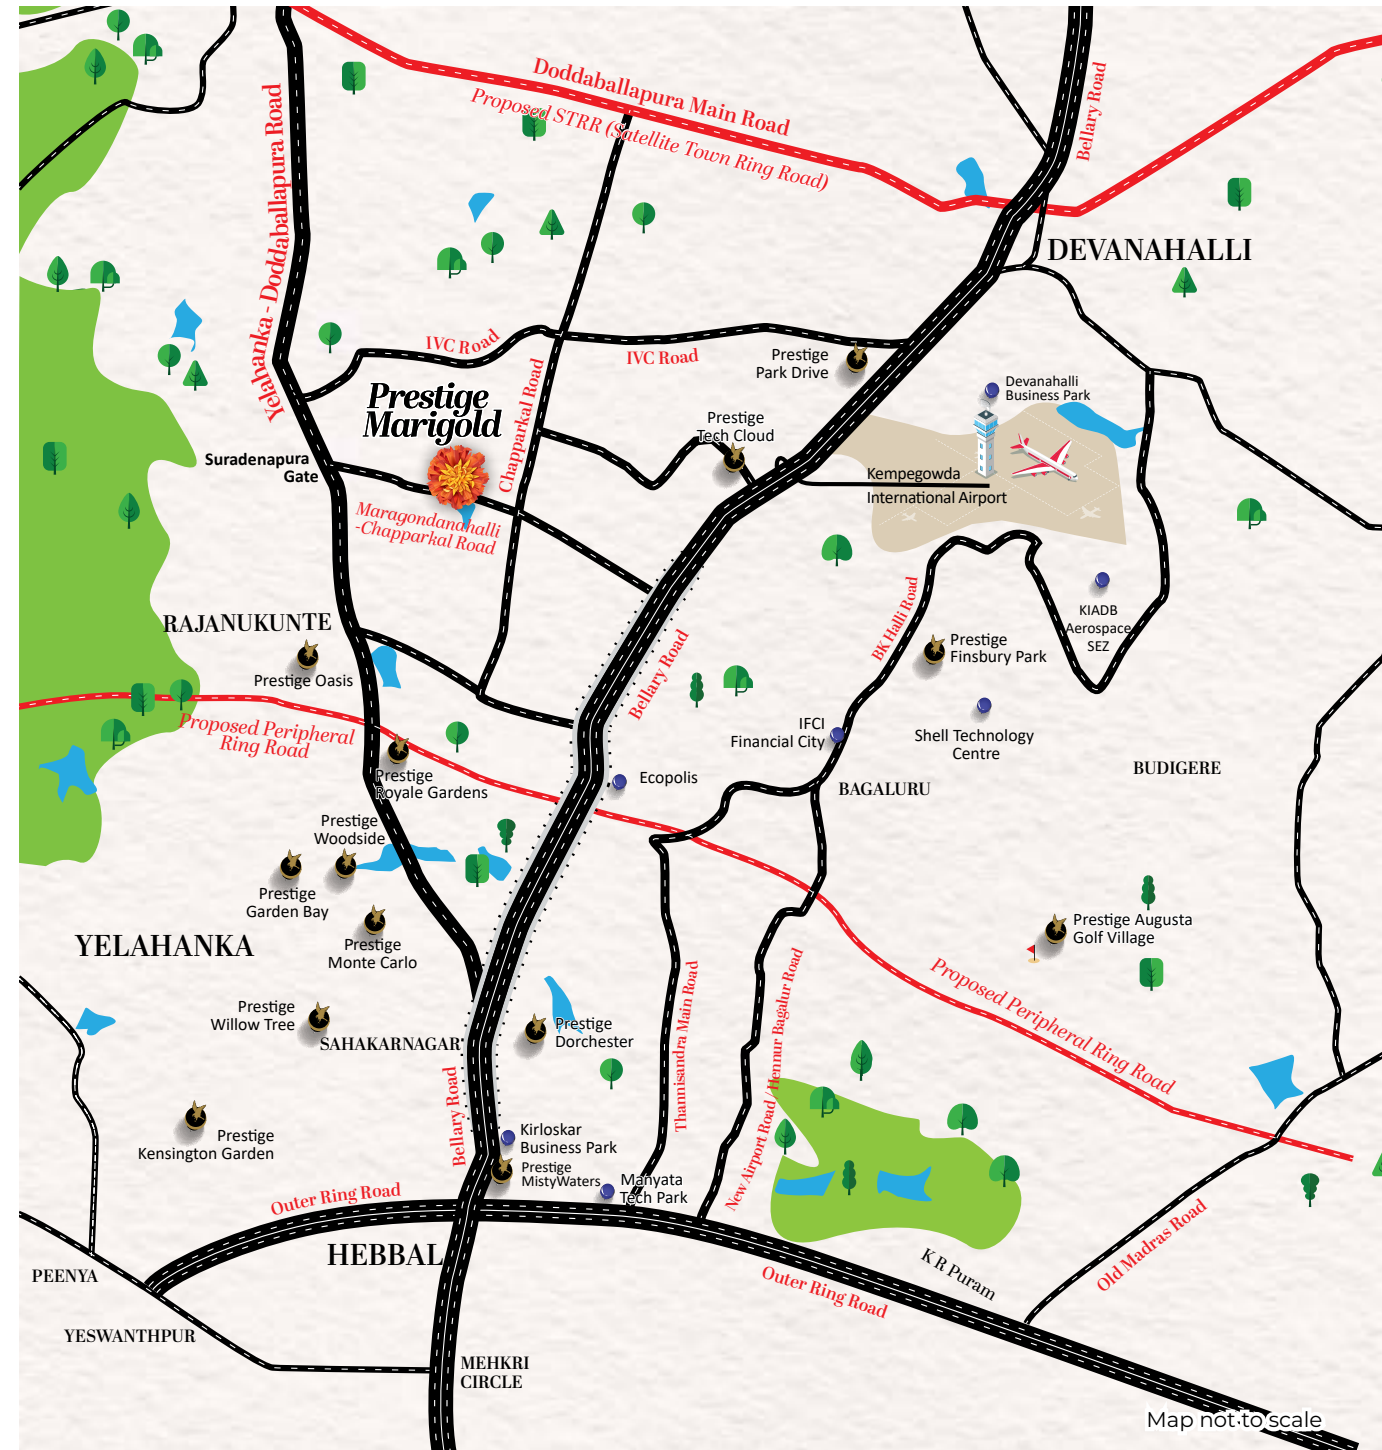 Doddaballapura Main Road
Proposed STRR (Satellite Town Ring Road)
Bellary Road
Yelahanka - Doddaballapura Road
DEVANAHALLI
IVC Road
IVC Road
Prestige
Park Drive
Devanahalli
Business Park
Prestige
Marigold
Chapparkal Road
Prestige
Tech Cloud
Suradenapura
Gate
Kempegowda
International Airport
Maragondanahalli
-Chapparkal Road
KIADB
Aerospace
SEZ
BK Halli Road
RAJANUKUNTE
Prestige Oasis
Prestige
Finsbury Park
Bellary Road
Proposed Peripheral
Ring Road
IFCI
Financial City
Shell Technology
Centre
Prestige
Royale Gardens
Ecopolis
BUDIGERE
BAGALURU
Prestige
Woodside
Prestige
Garden Bay
Prestige Augusta
Golf Village
YELAHANKA
Prestige
Monte Carlo
Proposed Peripheral Ring Road
Thannisandra Main Road
New Airport Road / Hennur Bagalur Road
Prestige
Willow Tree
Prestige
Dorchester
SAHAKARNAGAR
Bellary Road
Prestige
Kensington Garden
Kirloskar
Business Park
Prestige
MistyWaters
Manyata
Tech Park
Outer Ring Road
HEBBAL
Old Madras Road
K R Puram
Outer Ring Road
PEENYA
YESWANTHPUR
MEHKRI
CIRCLE
Map not to scale